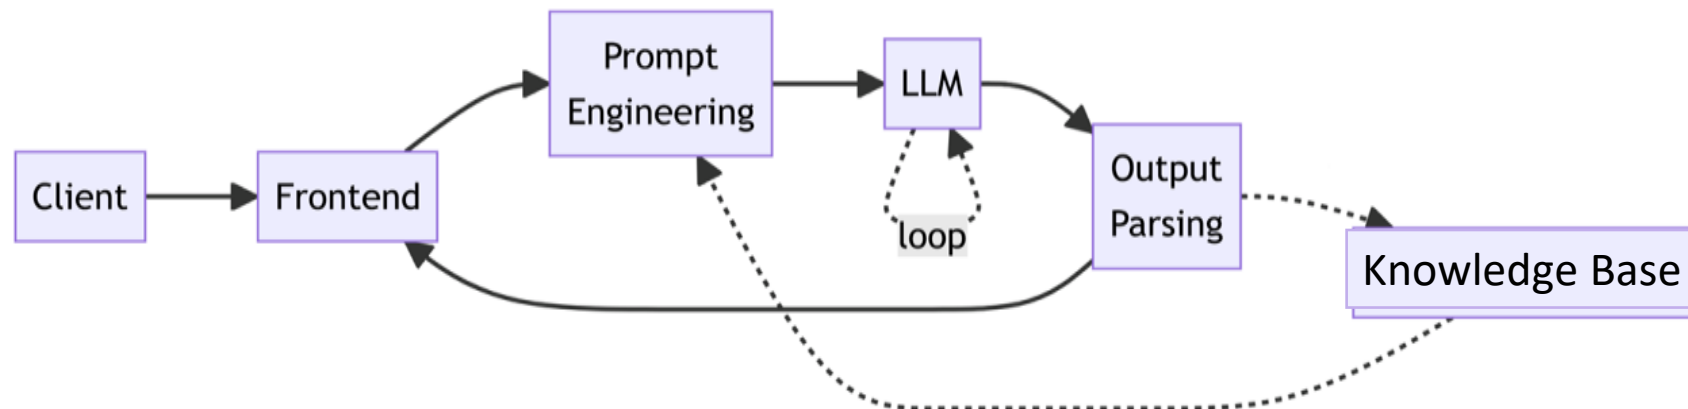 Client
Frontend
Prompt
Engineering
LLM
loop
Output
Parsing
Knowledge Base